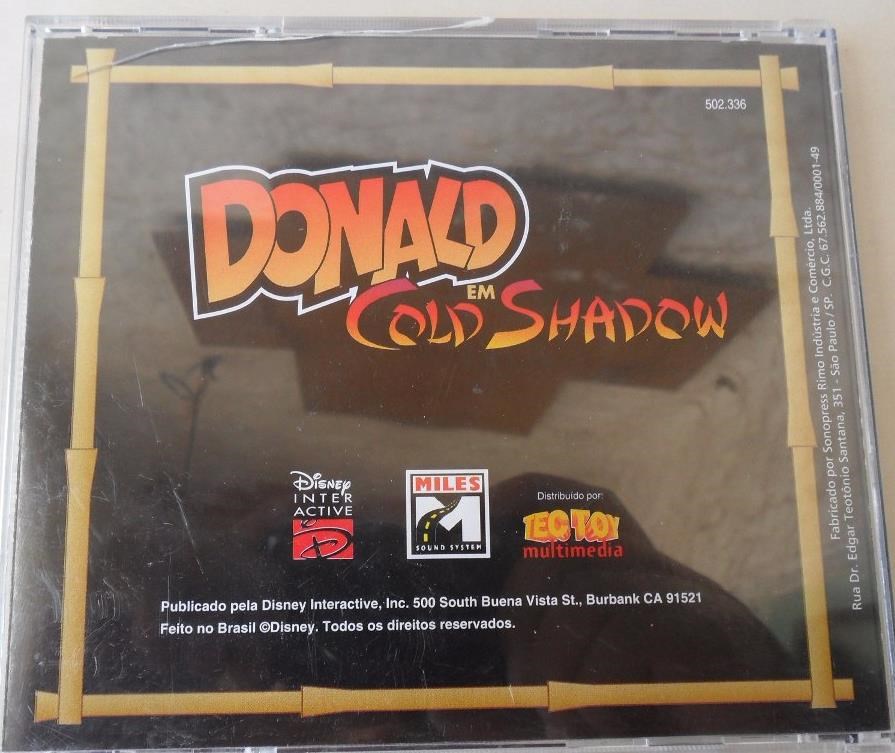 502.336
DONALD
EM
COLD SHADOW
Disney
INTER
ACTIVE
D
MILES
SOUND SYSTEM
Distribuído por:
TEC TOY
multimedia
Publicado pela Disney Interactive, Inc. 500 South Buena Vista St., Burbank CA 91521
Feito no Brasil ©Disney. Todos os direitos reservados.
Fabricado por Sonopress Rimo Indústria e Comércio, Ltda.
Rua Dr. Edgar Teotônio Santana, 351 - São Paulo / SP. C.G.C. 67.562.884/0001-49